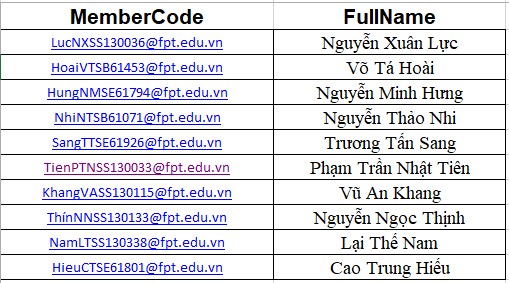 MemberCode FullName
LucNXSS130036@fpt.edu.vn Nguyễn Xuân Lực
HoaiVTSB61453@fpt.edu.vn Võ Tá Hoài
HungNMSE61794@fpt.edu.vn Nguyễn Minh Hưng
NhiNTSB61071@fpt.edu.vn Nguyễn Thảo Nhi
SangTTSE61926@fpt.edu.vn Trương Tấn Sang
TienPTNSS130033@fpt.edu.vn Phạm Trần Nhật Tiên
KhangVASS130115@fpt.edu.vn Vũ An Khang
ThínNNSS130133@fpt.edu.vn Nguyễn Ngọc Thịnh
NamLTSS130338@fpt.edu.vn Lại Thế Nam
HieuCTSE61801@fpt.edu.vn Cao Trung Hiếu